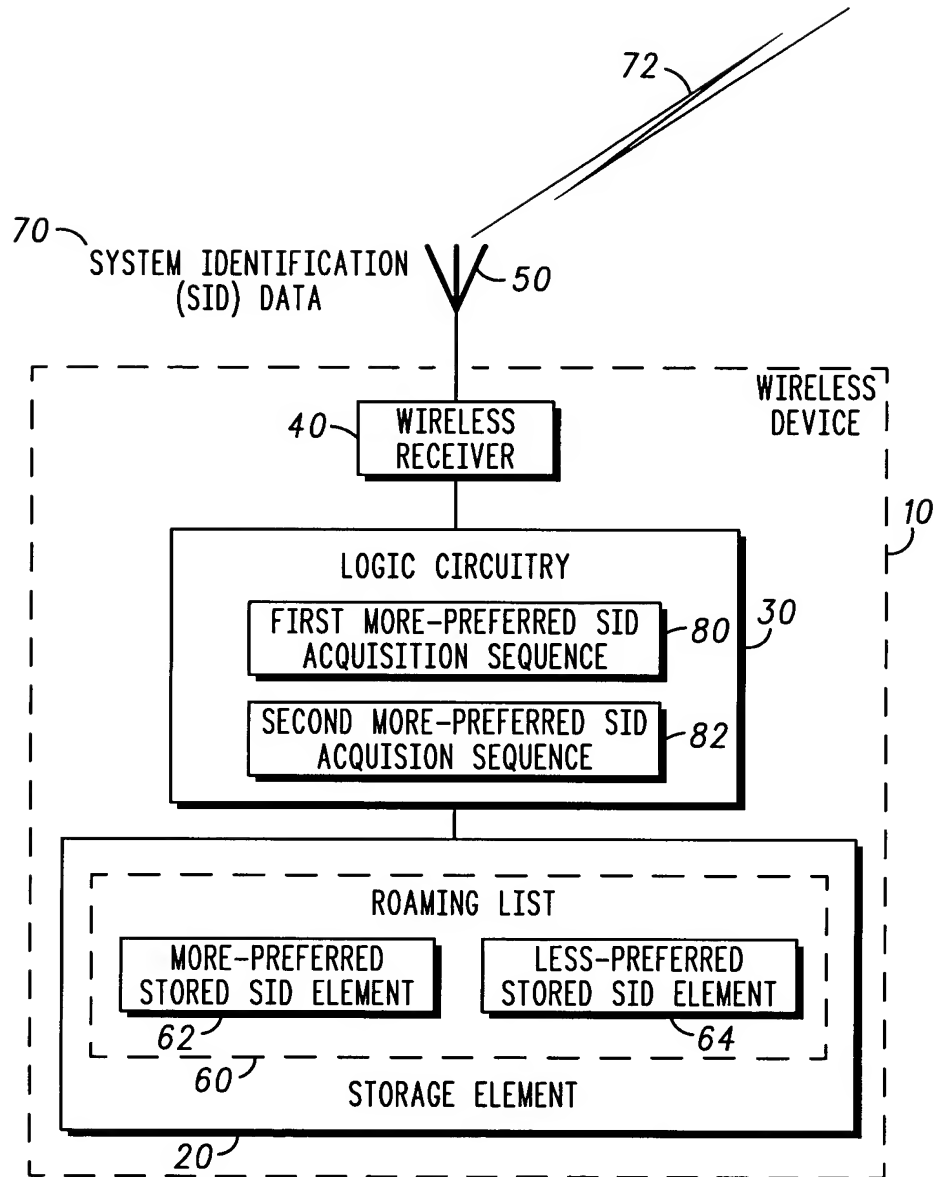 72
70
SYSTEM IDENTIFICATION
(SID) DATA
50
WIRELESS
DEVICE
40
WIRELESS
RECEIVER
10
LOGIC CIRCUITRY
30
FIRST MORE-PREFERRED SID
ACQUISITION SEQUENCE
80
SECOND MORE-PREFERRED SID
ACQUISION SEQUENCE
82
ROAMING LIST
MORE-PREFERRED
STORED SID ELEMENT
62
LESS-PREFERRED
STORED SID ELEMENT
64
60
STORAGE ELEMENT
20